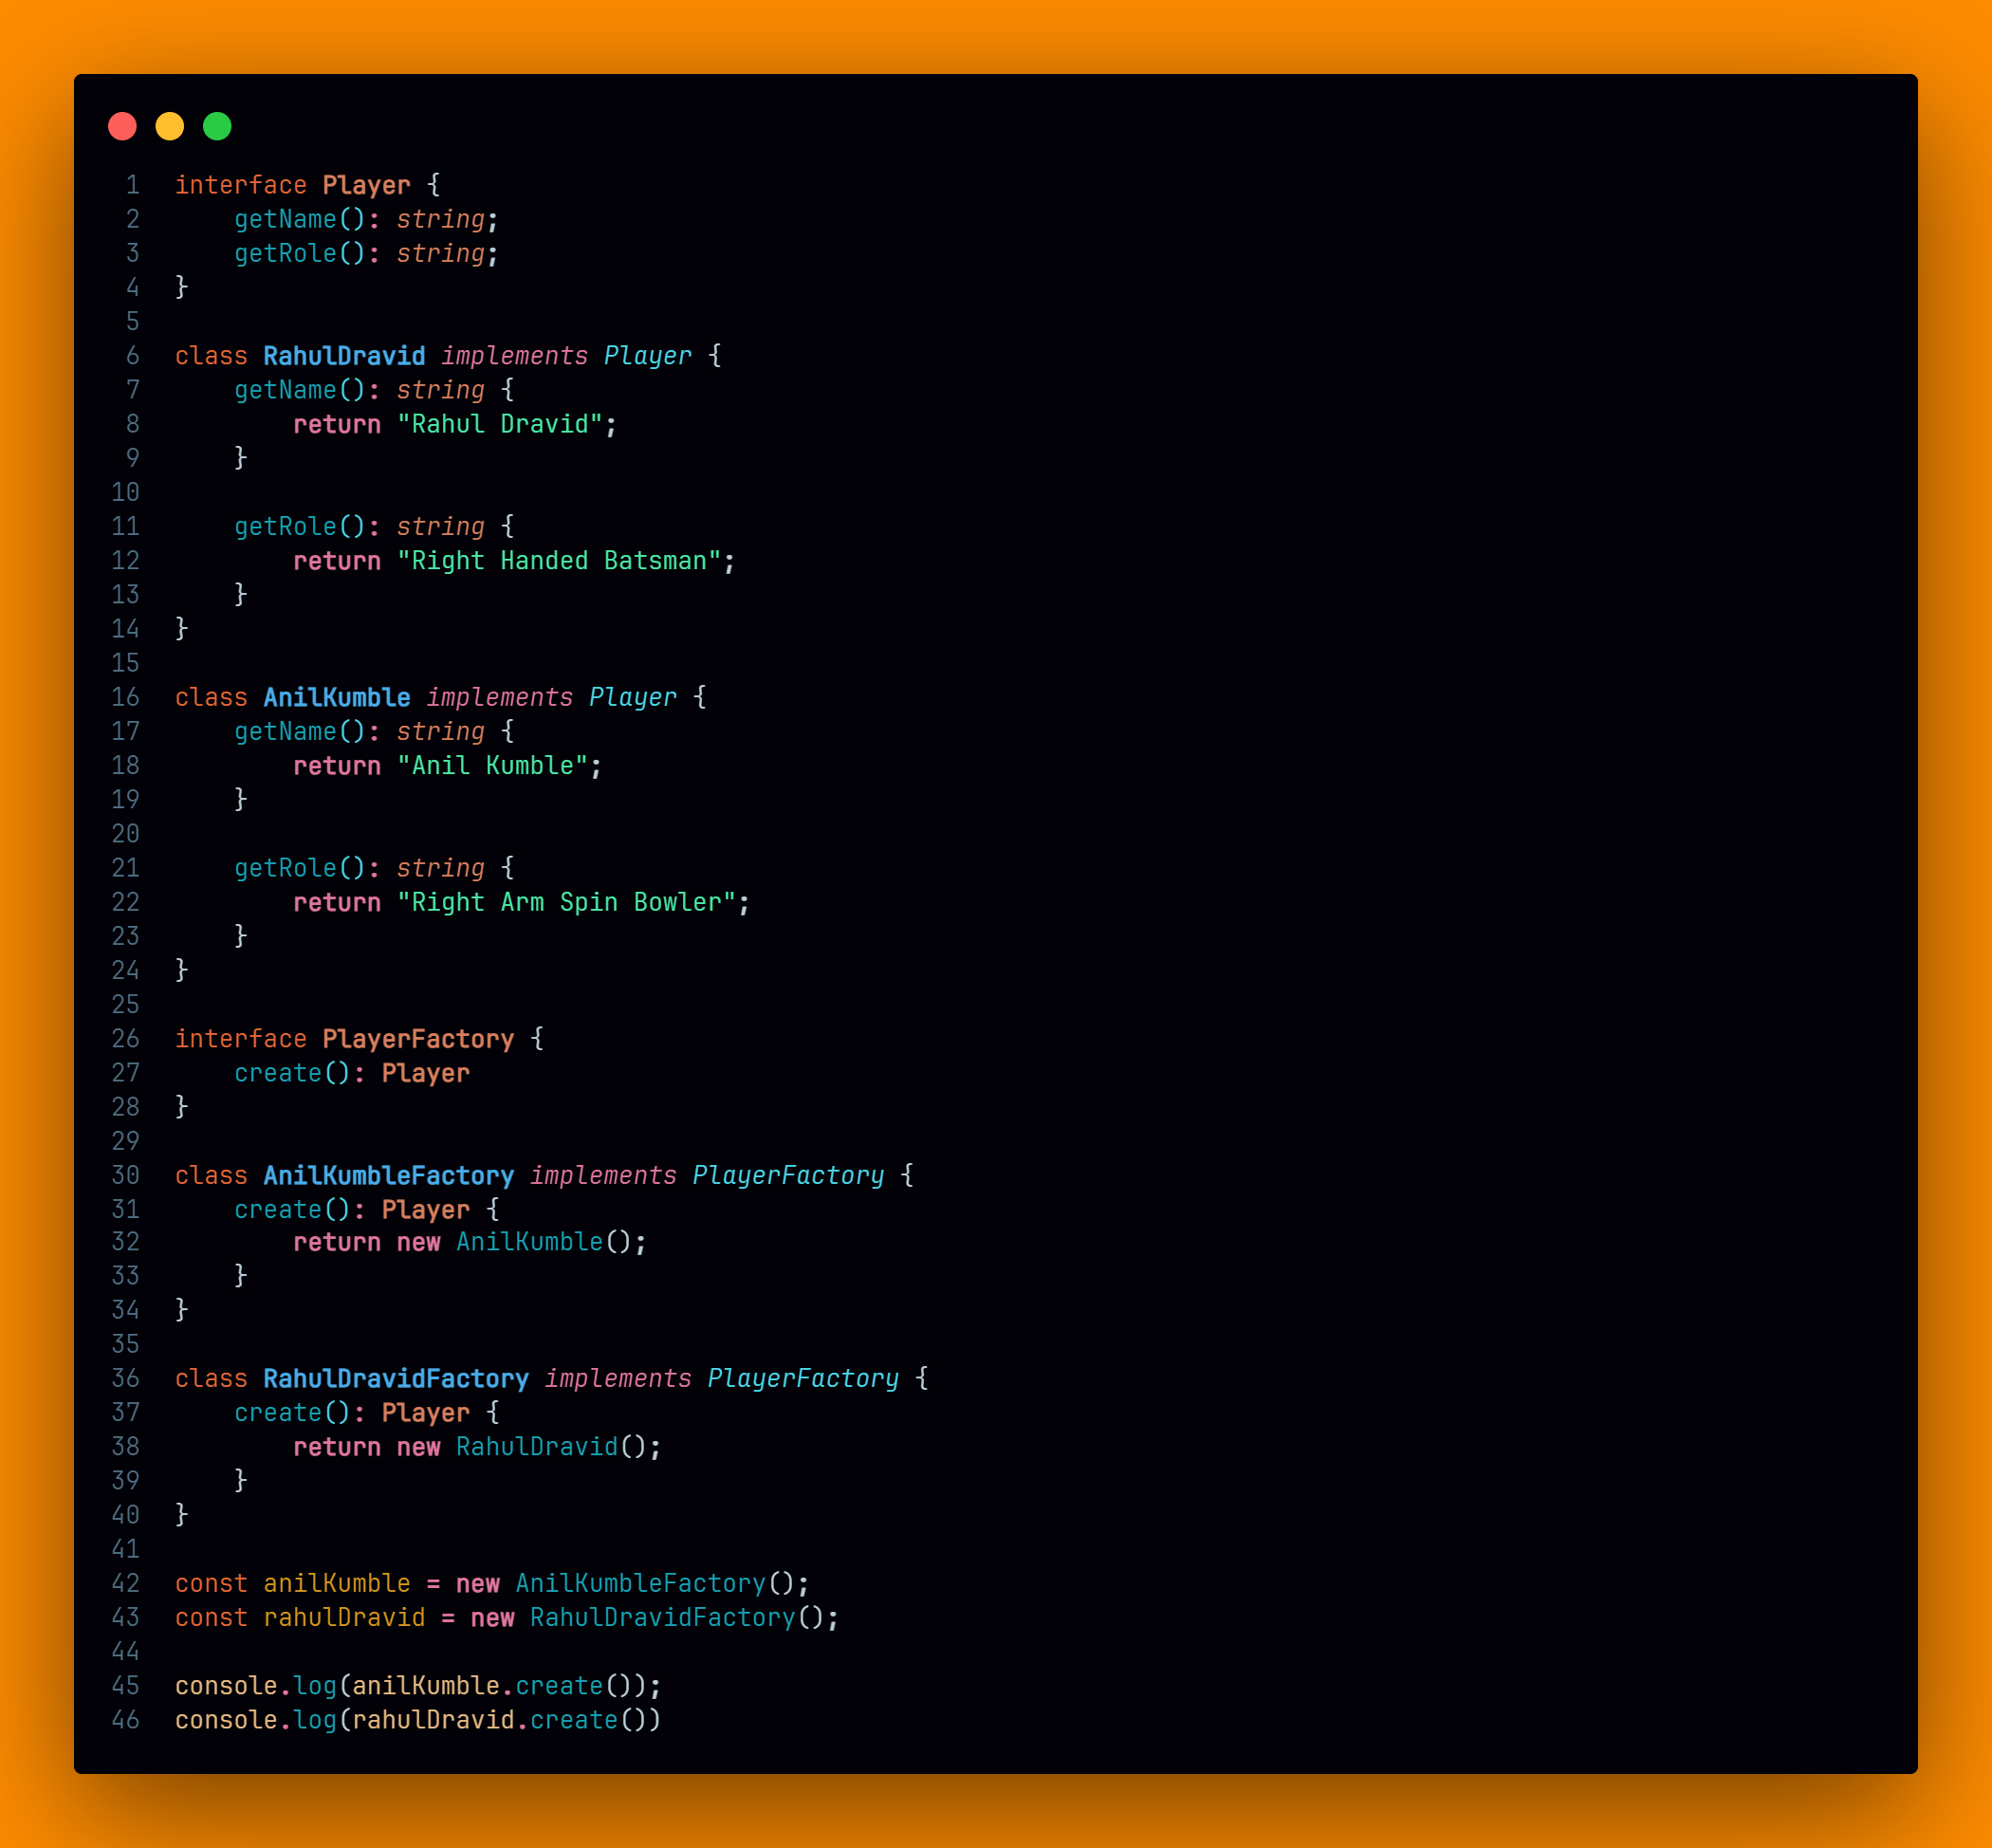 1 interface Player {
2     getName(): string;
3     getRole(): string;
4 }
5
6 class RahulDravid implements Player {
7     getName(): string {
8         return "Rahul Dravid";
9     }
10
11     getRole(): string {
12         return "Right Handed Batsman";
13     }
14 }
15
16 class AnilKumble implements Player {
17     getName(): string {
18         return "Anil Kumble";
19     }
20
21     getRole(): string {
22         return "Right Arm Spin Bowler";
23     }
24 }
25
26 interface PlayerFactory {
27     create(): Player
28 }
29
30 class AnilKumbleFactory implements PlayerFactory {
31     create(): Player {
32         return new AnilKumble();
33     }
34 }
35
36 class RahulDravidFactory implements PlayerFactory {
37     create(): Player {
38         return new RahulDravid();
39     }
40 }
41
42 const anilKumble = new AnilKumbleFactory();
43 const rahulDravid = new RahulDravidFactory();
44
45 console.log(anilKumble.create());
46 console.log(rahulDravid.create())